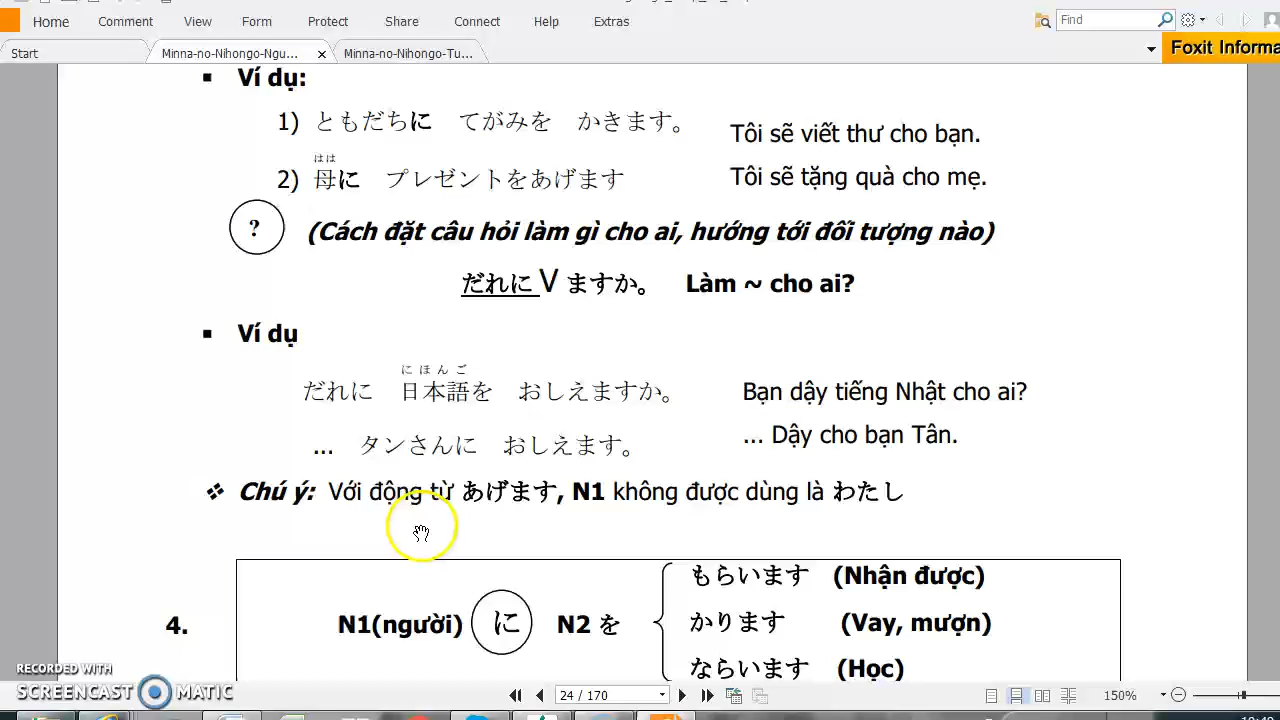 Home Comment View Form Protect Share Connect Help Extras Find
Start Minna-no-Nihongo-Ngu... x Minna-no-Nihongo-Tu... Foxit Informa
▪ Ví dụ:
1) ともだちに てがみを かきます。 Tôi sẽ viết thư cho bạn.
はは
2) 母に プレゼントをあげます Tôi sẽ tặng quà cho mẹ.
? (Cách đặt câu hỏi làm gì cho ai, hướng tới đối tượng nào)
だれに V ますか。 Làm ~ cho ai?
▪ Ví dụ
にほんご
だれに 日本語を おしえますか。 Bạn dậy tiếng Nhật cho ai?
... タンさんに おしえます。 ... Dậy cho bạn Tân.
❖ Chú ý: Với động từ あげます, N1 không được dùng là わたし
もらいます (Nhận được)
4. N1(người) に N2 を かります (Vay, mượn)
ならいます (Học)
RECORDED WITH
SCREENCAST MATIC
24 / 170 150%